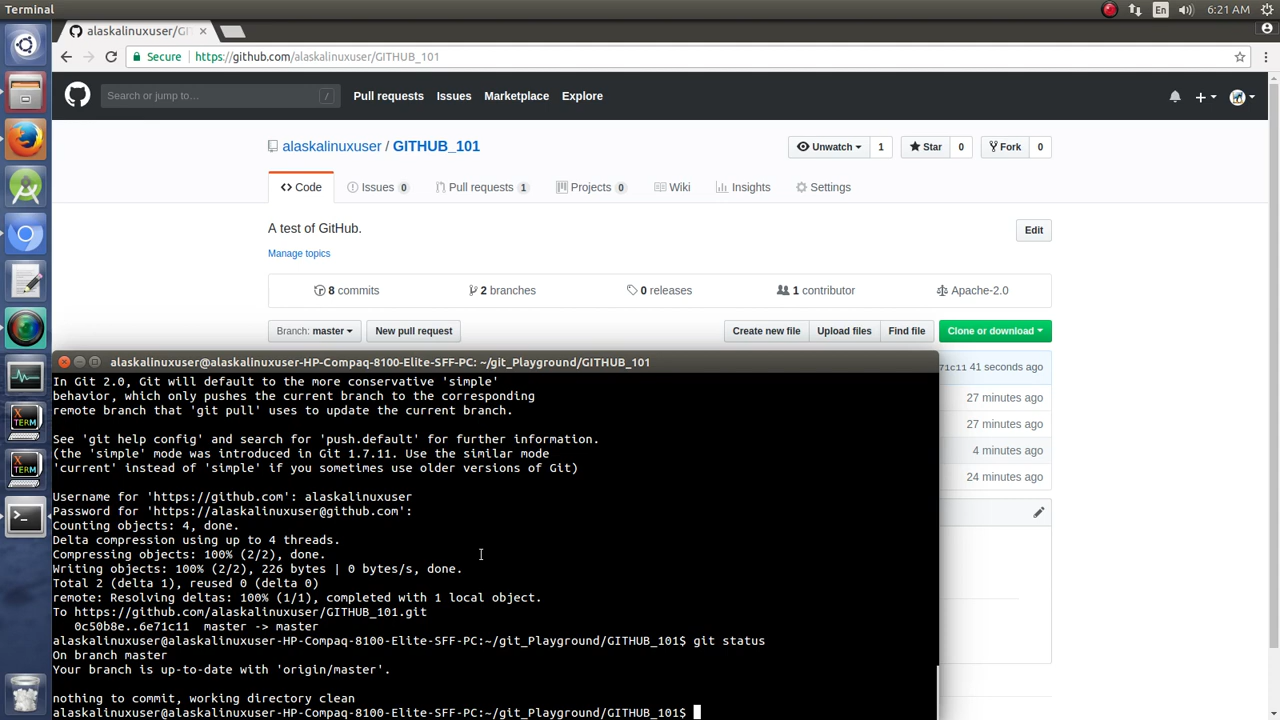 Terminal
En
6:21 AM
alaskalinuxuser/Gi
Secure
https://github.com/alaskalinuxuser/GITHUB_101
Search or jump to…
/
Pull requests
Issues
Marketplace
Explore
alaskalinuxuser / GITHUB_101
Unwatch
1
Star
0
Fork
0
<> Code
Issues 0
Pull requests 1
Projects 0
Wiki
Insights
Settings
A test of GitHub.
Edit
Manage topics
8 commits
2 branches
0 releases
1 contributor
Apache-2.0
Branch: master
New pull request
Create new file
Upload files
Find file
Clone or download
alaskalinuxuser@alaskalinuxuser-HP-Compaq-8100-Elite-SFF-PC: ~/git_Playground/GITHUB_101
71c11 41 seconds ago
27 minutes ago
27 minutes ago
4 minutes ago
24 minutes ago
In Git 2.0, Git will default to the more conservative 'simple'
behavior, which only pushes the current branch to the corresponding
remote branch that 'git pull' uses to update the current branch.
See 'git help config' and search for 'push.default' for further information.
(the 'simple' mode was introduced in Git 1.7.11. Use the similar mode
'current' instead of 'simple' if you sometimes use older versions of Git)
Username for 'https://github.com': alaskalinuxuser
Password for 'https://alaskalinuxuser@github.com':
Counting objects: 4, done.
Delta compression using up to 4 threads.
Compressing objects: 100% (2/2), done.
Writing objects: 100% (2/2), 226 bytes | 0 bytes/s, done.
Total 2 (delta 1), reused 0 (delta 0)
remote: Resolving deltas: 100% (1/1), completed with 1 local object.
To https://github.com/alaskalinuxuser/GITHUB_101.git
0c50b8e..6e71c11  master -> master
alaskalinuxuser@alaskalinuxuser-HP-Compaq-8100-Elite-SFF-PC:~/git_Playground/GITHUB_101$ git status
On branch master
Your branch is up-to-date with 'origin/master'.
nothing to commit, working directory clean
alaskalinuxuser@alaskalinuxuser-HP-Compaq-8100-Elite-SFF-PC:~/git_Playground/GITHUB_101$
X
TERM
X
TERM
>_